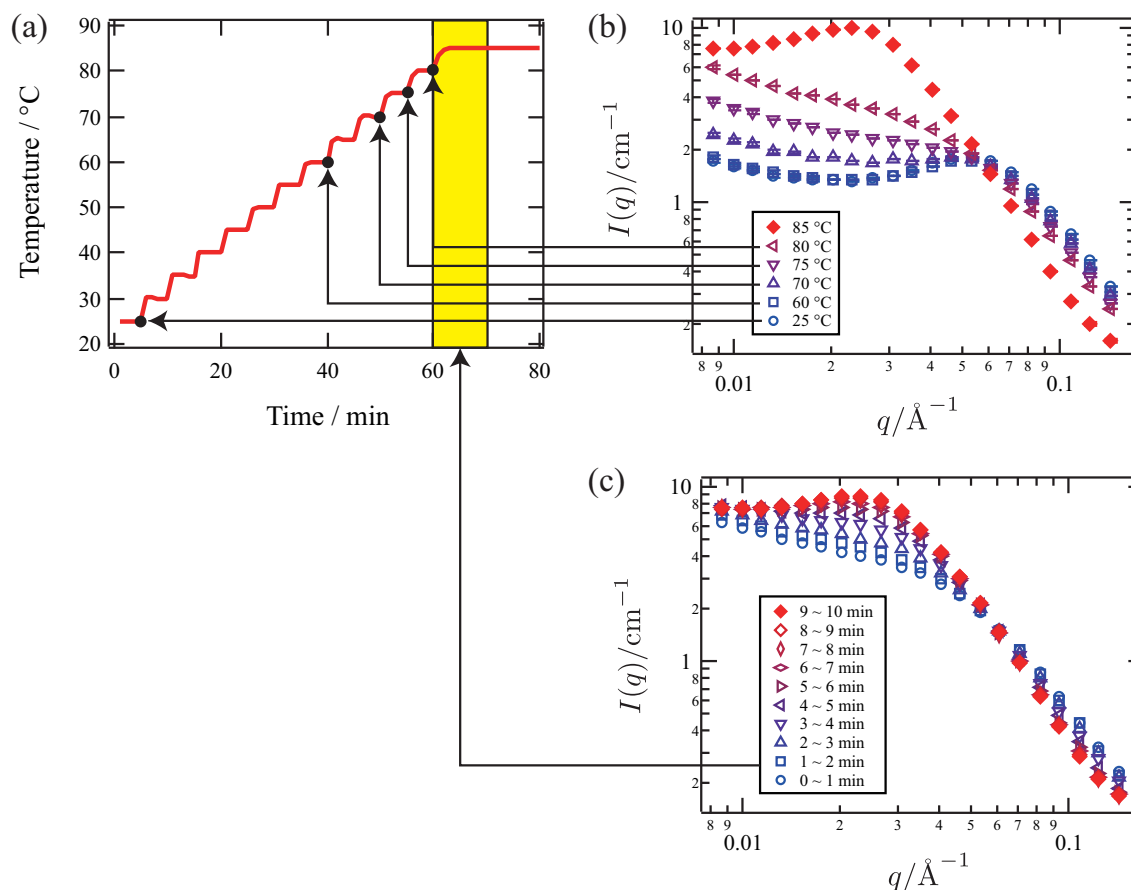 (a)
90
80
70
60
50
40
30
20
Temperature / °C
0
20
40
60
80
Time / min
(b)
10
8
6
4
2
1
8
6
4
2
I(q)/cm⁻¹
85 °C
80 °C
75 °C
70 °C
60 °C
25 °C
8 9 2 3 4 5 6 7 8 9
0.01 0.1
q/Å⁻¹
(c)
10
8
6
4
2
1
8
6
4
2
I(q)/cm⁻¹
9 ~ 10 min
8 ~ 9 min
7 ~ 8 min
6 ~ 7 min
5 ~ 6 min
4 ~ 5 min
3 ~ 4 min
2 ~ 3 min
1 ~ 2 min
0 ~ 1 min
8 9 2 3 4 5 6 7 8 9
0.01 0.1
q/Å⁻¹